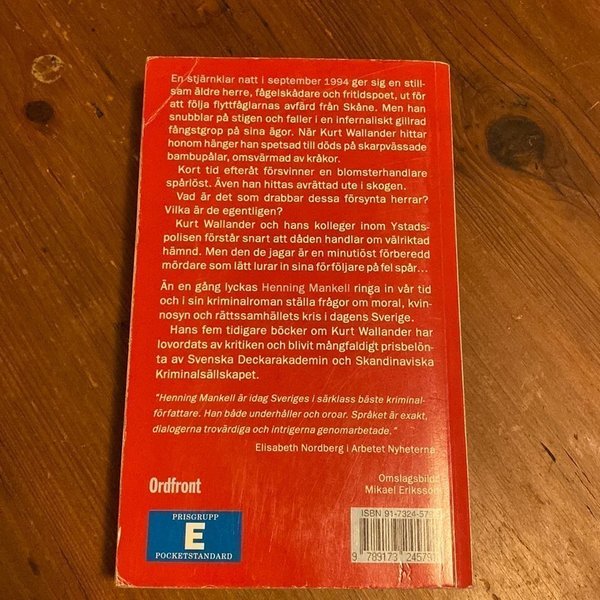 En stjärnklar natt i september 1994 ger sig en still-
sam äldre herre, fågelskådare och fritidspoet, ut för
att följa flyttfåglarnas avfärd från Skåne. Men han
snubblar på stigen och faller i en infernaliskt gillrad
fångstgrop på sina ägor. När Kurt Wallander hittar
honom hänger han spetsad till döds på skarpvässade
bambupålar, omsvärmad av kråkor.
Kort tid efteråt försvinner en blomsterhandlare
spårlöst. Även han hittas avrättad ute i skogen.
Vad är det som drabbar dessa försynta herrar?
Vilka är de egentligen?
Kurt Wallander och hans kolleger inom Ystads-
polisen förstår snart att dåden handlar om välriktad
hämnd. Men den de jagar är en minutiöst förberedd
mördare som lätt lurar in sina förföljare på fel spår...
Än en gång lyckas Henning Mankell ringa in vår tid
och i sin kriminalroman ställa frågor om moral, kvin-
nosyn och rättssamhällets kris i dagens Sverige.
Hans fem tidigare böcker om Kurt Wallander har
lovordats av kritiken och blivit mångfaldigt prisbelön-
ta av Svenska Deckarakademin och Skandinaviska
Kriminalsällskapet.
"Henning Mankell är idag Sveriges i särklass bäste kriminal-
författare. Han både underhåller och oroar. Språket är exakt,
dialogerna trovärdiga och intrigerna genomarbetade."
Elisabeth Nordberg i Arbetet Nyheterna.
Ordfront
Omslagsbild
Mikael Eriksson
PRISGRUPP
E
POCKETSTANDARD
ISBN 91-7324-57
9 789173 24579